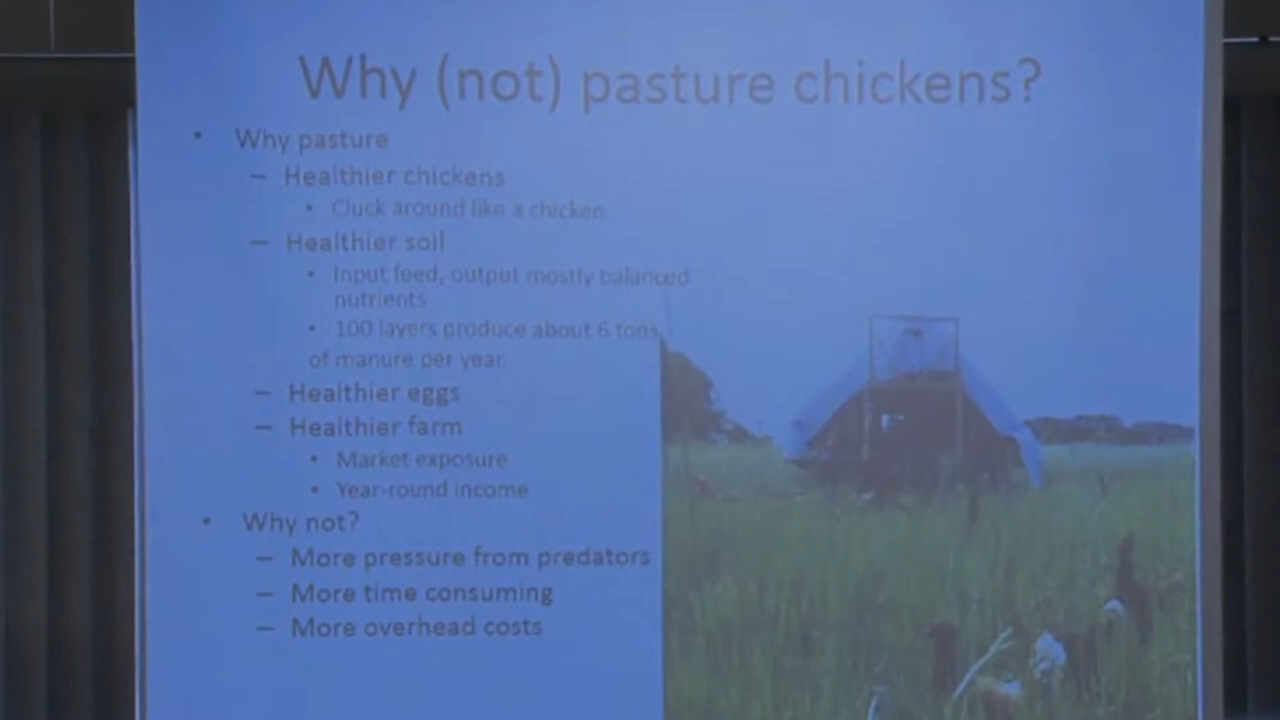 Why (not) pasture chickens?
• Why pasture
– Healthier chickens
• Cluck around like a chicken
– Healthier soil
• Input feed, output mostly balanced
nutrients
• 100 layers produce about 6 tons
of manure per year.
– Healthier eggs
– Healthier farm
• Market exposure
• Year-round income
• Why not?
– More pressure from predators
– More time consuming
– More overhead costs